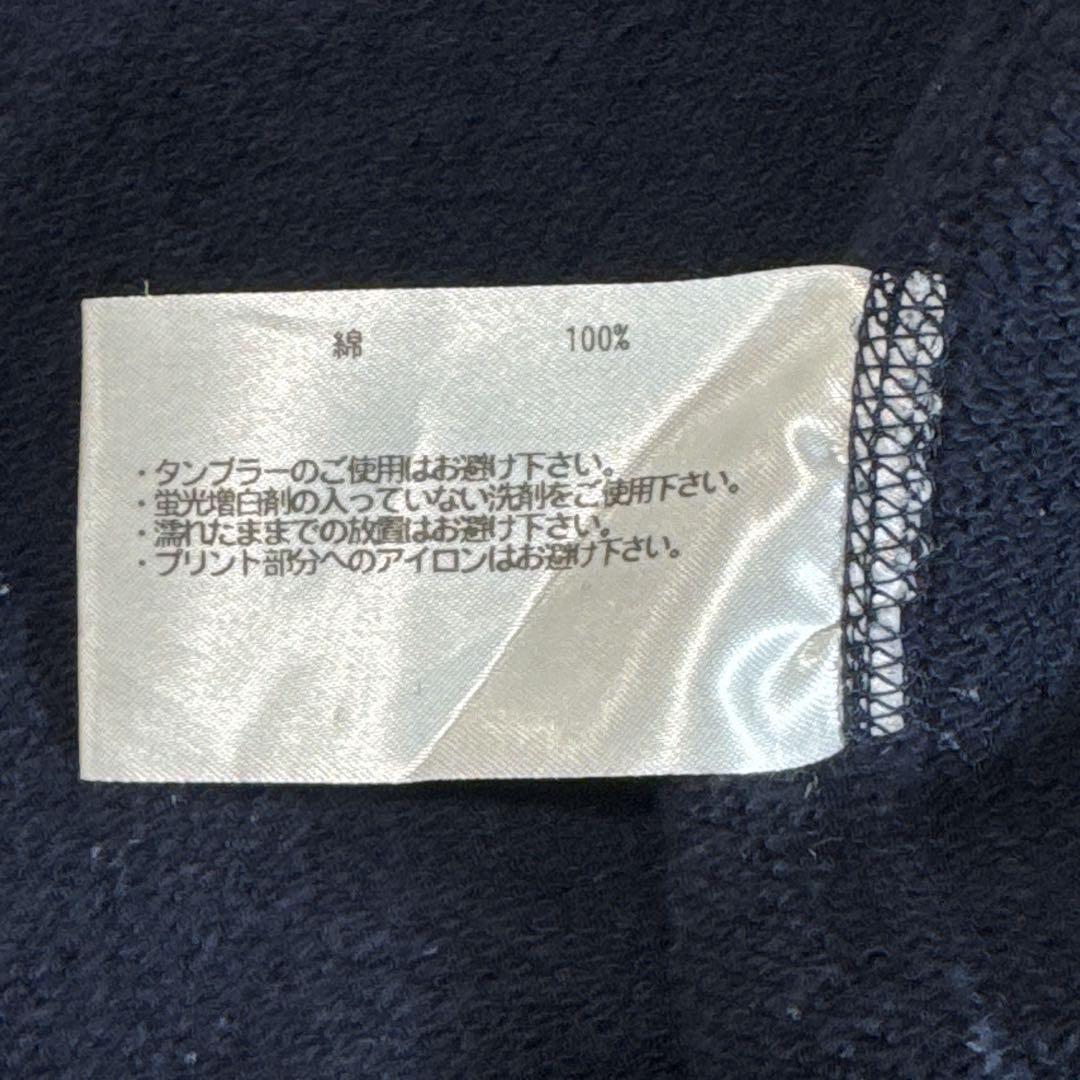 綿 100%
・タンブラーのご使用はお避け下さい。
・蛍光増白剤の入っていない洗剤をご使用下さい。
・濡れたままでの放置はお避け下さい。
・プリント部分へのアイロンはお避け下さい。